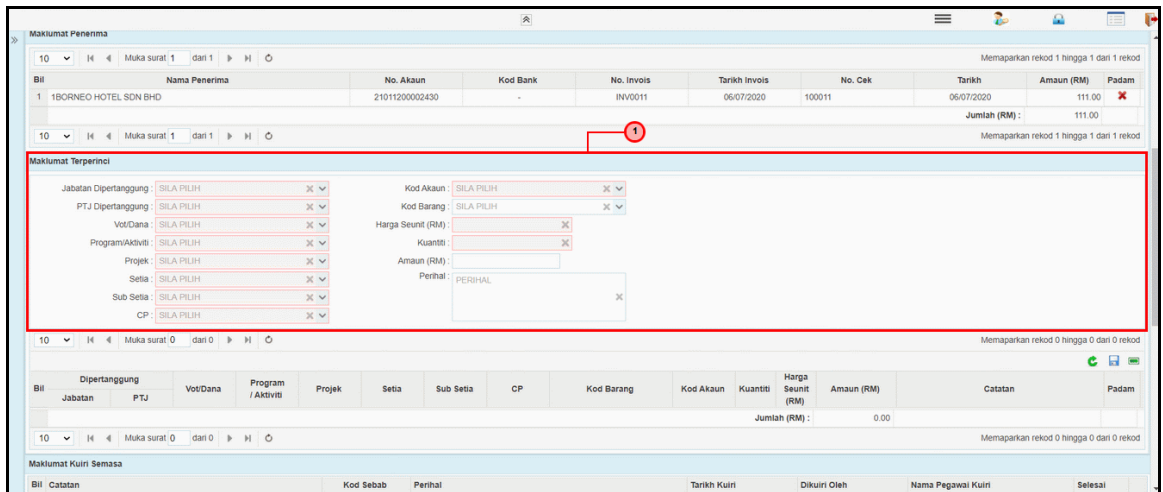 Maklumat Penerima
10 Muka surat 1 dari 1 Memaparkan rekod 1 hingga 1 dari 1 rekod
Bil Nama Penerima No. Akaun Kod Bank No. Invois Tarikh Invois No. Cek Tarikh Amaun (RM) Padam
1 1BORNEO HOTEL SDN BHD 21011200002430 - INV0011 06/07/2020 100011 06/07/2020 111.00
Jumlah (RM) : 111.00
10 Muka surat 1 dari 1 Memaparkan rekod 1 hingga 1 dari 1 rekod
1
Maklumat Terperinci
Jabatan Dipertanggung : SILA PILIH Kod Akaun : SILA PILIH
PTJ Dipertanggung : SILA PILIH Kod Barang : SILA PILIH
Vot/Dana : SILA PILIH Harga Seunit (RM) :
Program/Aktiviti : SILA PILIH Kuantiti :
Projek : SILA PILIH Amaun (RM) :
Setia : SILA PILIH Perihal : PERIHAL
Sub Setia : SILA PILIH
CP : SILA PILIH
10 Muka surat 0 dari 0 Memaparkan rekod 0 hingga 0 dari 0 rekod
Bil Dipertanggung Vot/Dana Program / Aktiviti Projek Setia Sub Setia CP Kod Barang Kod Akaun Kuantiti Harga Seunit (RM) Amaun (RM) Catatan Padam
Jabatan PTJ
Jumlah (RM) : 0.00
10 Muka surat 0 dari 0 Memaparkan rekod 0 hingga 0 dari 0 rekod
Maklumat Kuiri Semasa
Bil Catatan Kod Sebab Perihal Tarikh Kuiri Dikuiri Oleh Nama Pegawai Kuiri Selesai